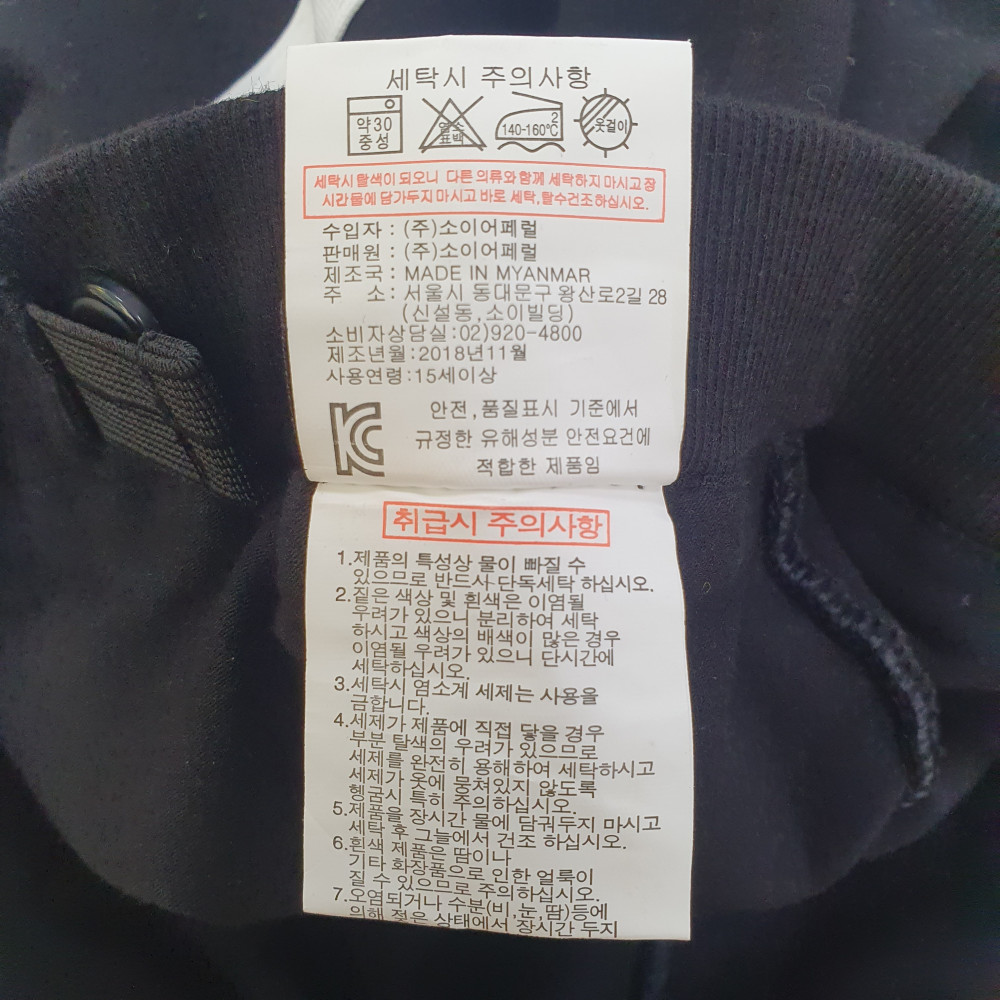 세탁시 주의사항
약30
중성
염소
표백
2
140-160℃
옷걸이
세탁시 탈색이 되오니 다른 의류와 함께 세탁하지 마시고 장
시간 물에 담가두지 마시고 바로 세탁,탈수건조 하십시오.
수입자 : (주)소이어페럴
판매원 : (주)소이어페럴
제조국 : MADE IN MYANMAR
주 소 : 서울시 동대문구 왕산로2길 28
(신설동,소이빌딩)
소비자상담실:02)920-4800
제조년월:2018년11월
사용연령:15세이상
KC
안전,품질표시 기준에서
규정한 유해성분 안전요건에
적합한 제품임
취급시 주의사항
1.제품의 특성상 물이 빠질 수
있으므로 반드시 단독세탁 하십시오.
2.짙은 색상 및 흰색은 이염될
우려가 있으니 분리하여 세탁
하시고 색상의 배색이 많은 경우
이염될 우려가 있으니 단시간에
세탁하십시오.
3.세탁시 염소계 세제는 사용을
금합니다.
4.세제가 제품에 직접 닿을 경우
부분 탈색의 우려가 있으므로
세제를 완전히 용해하여 세탁하시고
세제가 옷에 뭉쳐있지 않도록
헹굼시 특히 주의하십시오.
5.제품을 장시간 물에 담궈두지 마시고
세탁 후 그늘에서 건조 하십시오.
6.흰색 제품은 땀이나
기타 화장품으로 인한 얼룩이
질 수 있으므로 주의하십시오.
7.오염되거나 수분(비,눈,땀)등에
의해 젖은 상태에서 장시간 두지